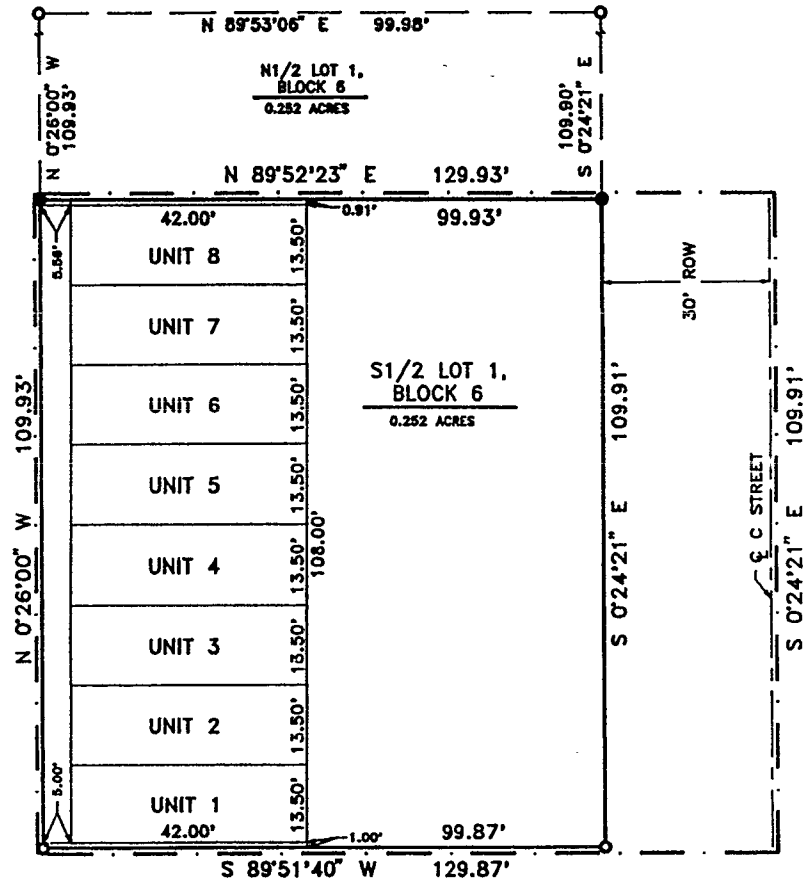 N 89°53'06" E 99.98'
N1/2 LOT 1,
BLOCK 6
0.252 ACRES
N 0°26'00" W
109.93'
109.90'
S 0°24'21" E
N 89°52'23" E 129.93'
42.00'
0.91'
99.93'
5.58'
UNIT 8
13.50'
30' ROW
UNIT 7
13.50'
S1/2 LOT 1,
BLOCK 6
0.252 ACRES
UNIT 6
13.50'
N 0°26'00" W 109.93'
UNIT 5
13.50'
108.00'
UNIT 4
13.50'
S 0°24'21" E 109.91'
℄ C STREET
S 0°24'21" E 109.91'
UNIT 3
13.50'
UNIT 2
13.50'
5.00'
UNIT 1
13.50'
42.00'
1.00'
99.87'
S 89°51'40" W 129.87'